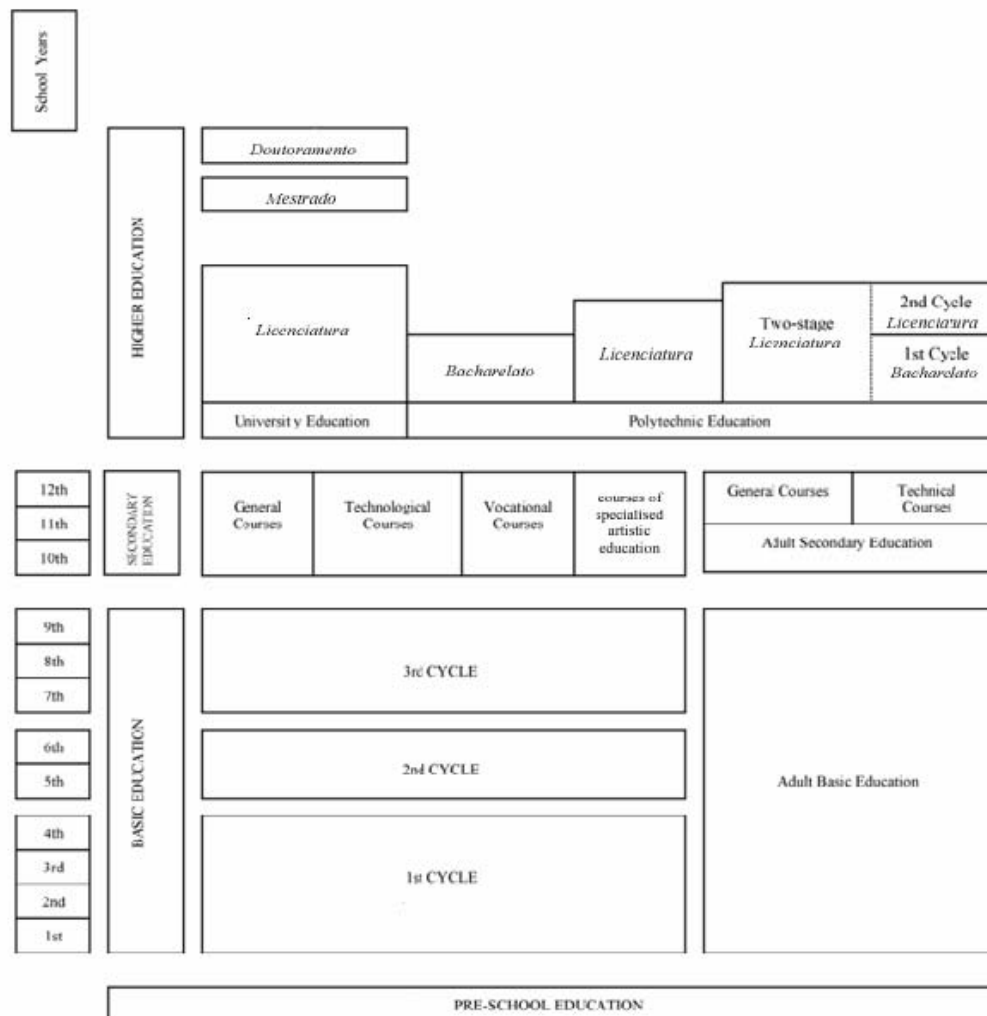 School Years
HIGHER EDUCATION
Doutoramento
Mestrado
Licenciatura
Bacharelato
Licenciatura
Two-stage
Licenciatura
2nd Cycle
Licenciatura
1st Cycle
Bacharelato
University Education
Polytechnic Education
12th
11th
10th
SECONDARY
EDUCATION
General
Courses
Technological
Courses
Vocational
Courses
courses of
specialised
artistic
education
General Courses
Technical
Courses
Adult Secondary Education
9th
8th
7th
6th
5th
4th
3rd
2nd
1st
BASIC EDUCATION
3rd CYCLE
2nd CYCLE
1st CYCLE
Adult Basic Education
PRE-SCHOOL EDUCATION